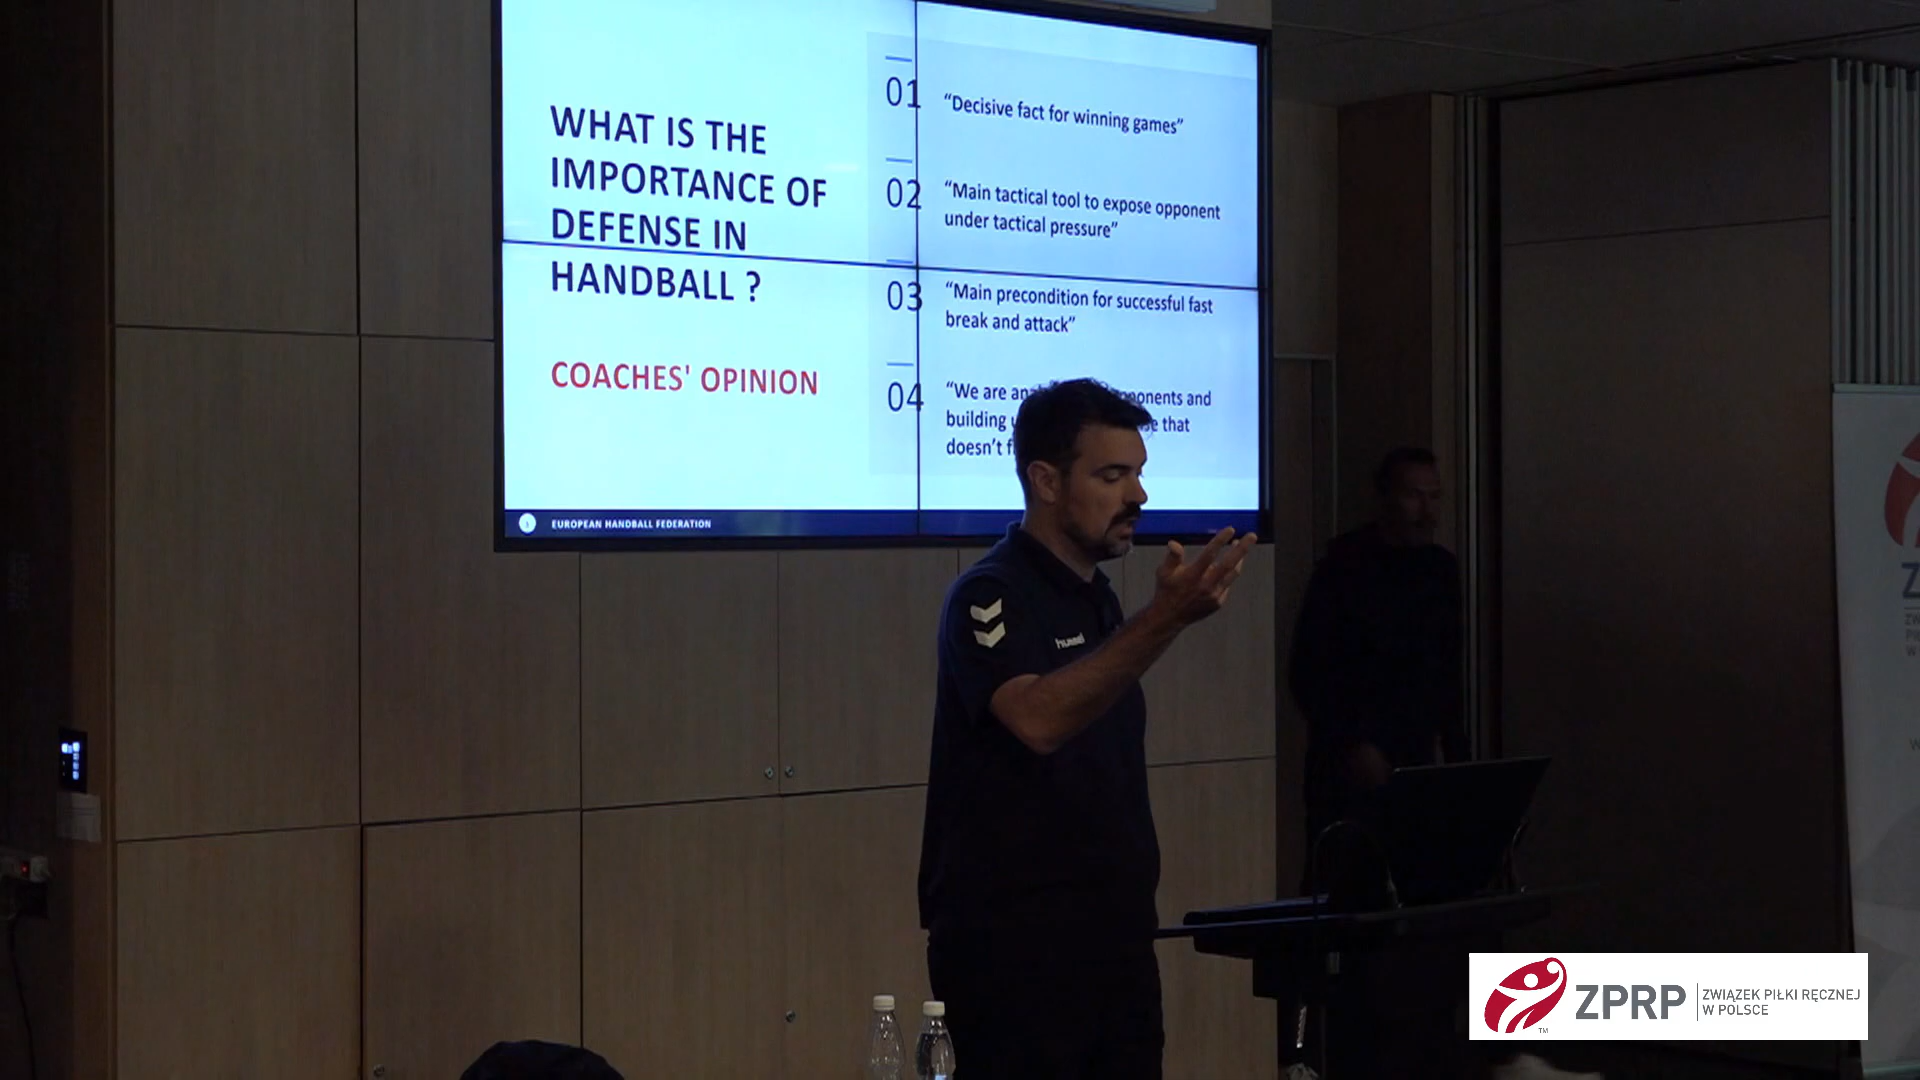 WHAT IS THE
IMPORTANCE OF
DEFENSE IN
HANDBALL ?
COACHES' OPINION
01
“Decisive fact for winning games”
02
“Main tactical tool to expose opponent
under tactical pressure”
03
“Main precondition for successful fast
break and attack”
04
“We are and
building that
doesn’t
EUROPEAN HANDBALL FEDERATION
hummel
ZPRP
ZWIĄZEK PIŁKI RĘCZNEJ
W POLSCE
TM